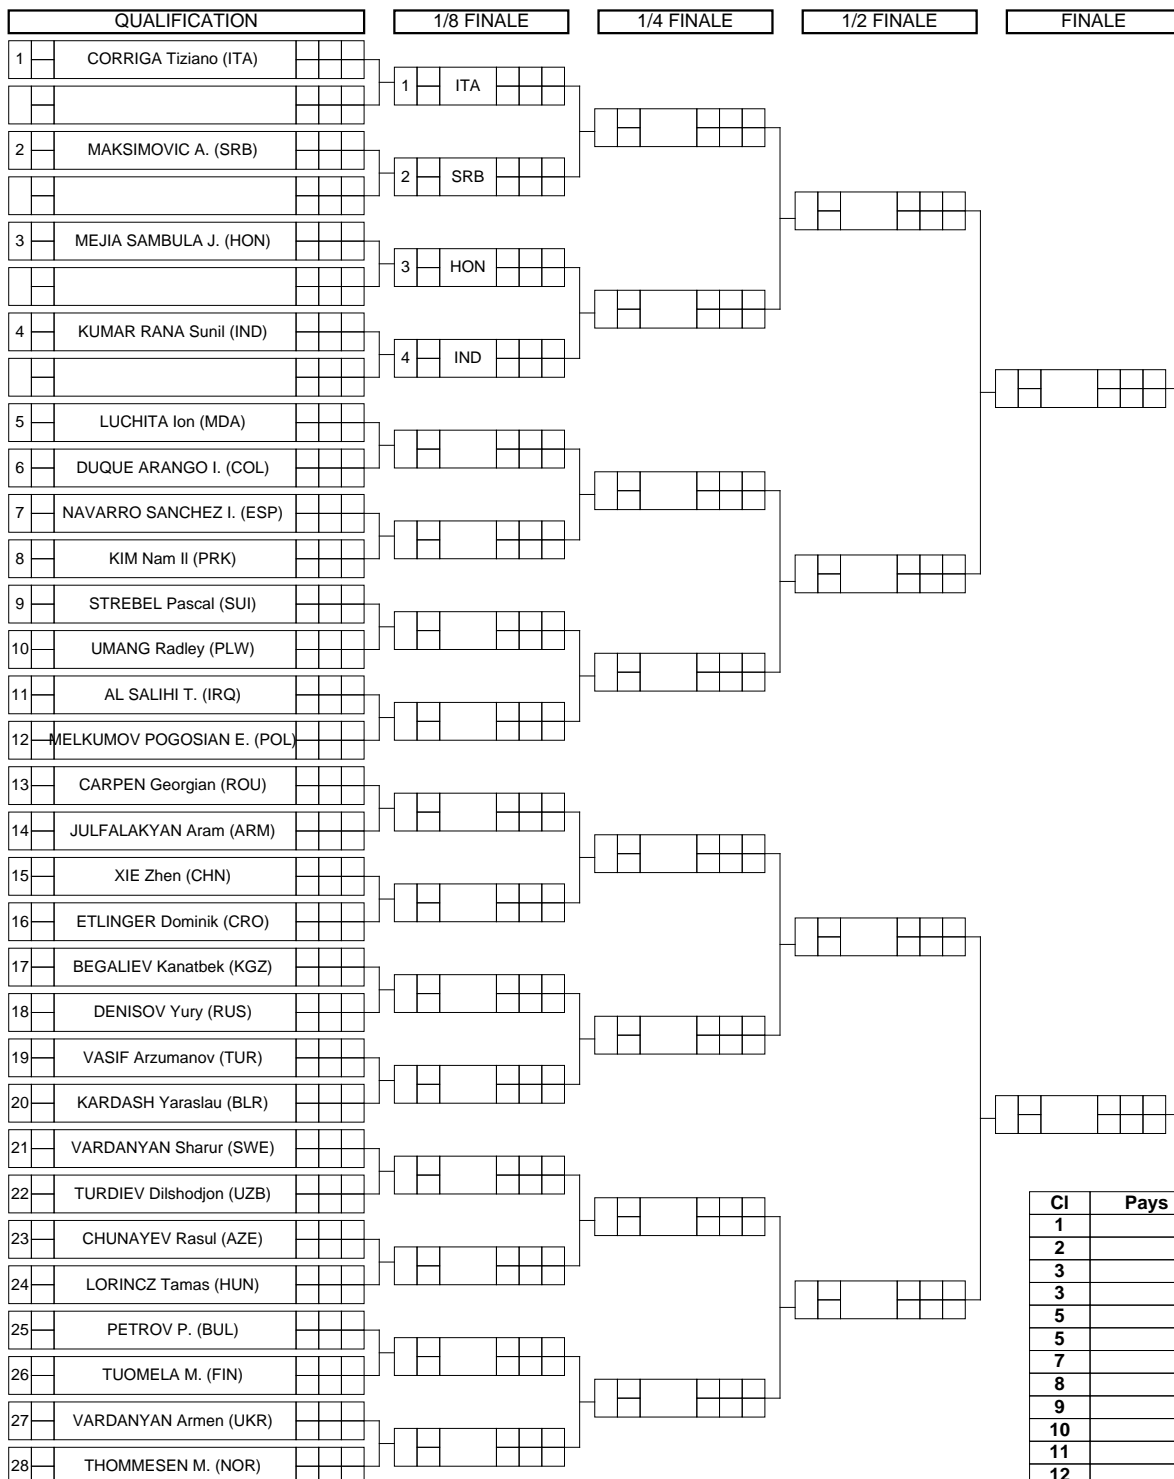 QUALIFICATION 1/8 FINALE 1/4 FINALE 1/2 FINALE FINALE
1 CORRIGA Tiziano (ITA)
1 ITA
2 MAKSIMOVIC A. (SRB)
2 SRB
3 MEJIA SAMBULA J. (HON)
3 HON
4 KUMAR RANA Sunil (IND)
4 IND
5 LUCHITA Ion (MDA)
6 DUQUE ARANGO I. (COL)
7 NAVARRO SANCHEZ I. (ESP)
8 KIM Nam Il (PRK)
9 STREBEL Pascal (SUI)
10 UMANG Radley (PLW)
11 AL SALIHI T. (IRQ)
12 MELKUMOV POGOSIAN E. (POL)
13 CARPEN Georgian (ROU)
14 JULFALAKYAN Aram (ARM)
15 XIE Zhen (CHN)
16 ETLINGER Dominik (CRO)
17 BEGALIEV Kanatbek (KGZ)
18 DENISOV Yury (RUS)
19 VASIF Arzumanov (TUR)
20 KARDASH Yaraslau (BLR)
21 VARDANYAN Sharur (SWE)
22 TURDIEV Dilshodjon (UZB)
23 CHUNAYEV Rasul (AZE)
24 LORINCZ Tamas (HUN)
25 PETROV P. (BUL)
26 TUOMELA M. (FIN)
27 VARDANYAN Armen (UKR)
28 THOMMESEN M. (NOR)
Cl Pays
1
2
3
3
5
5
7
8
9
10
11
12